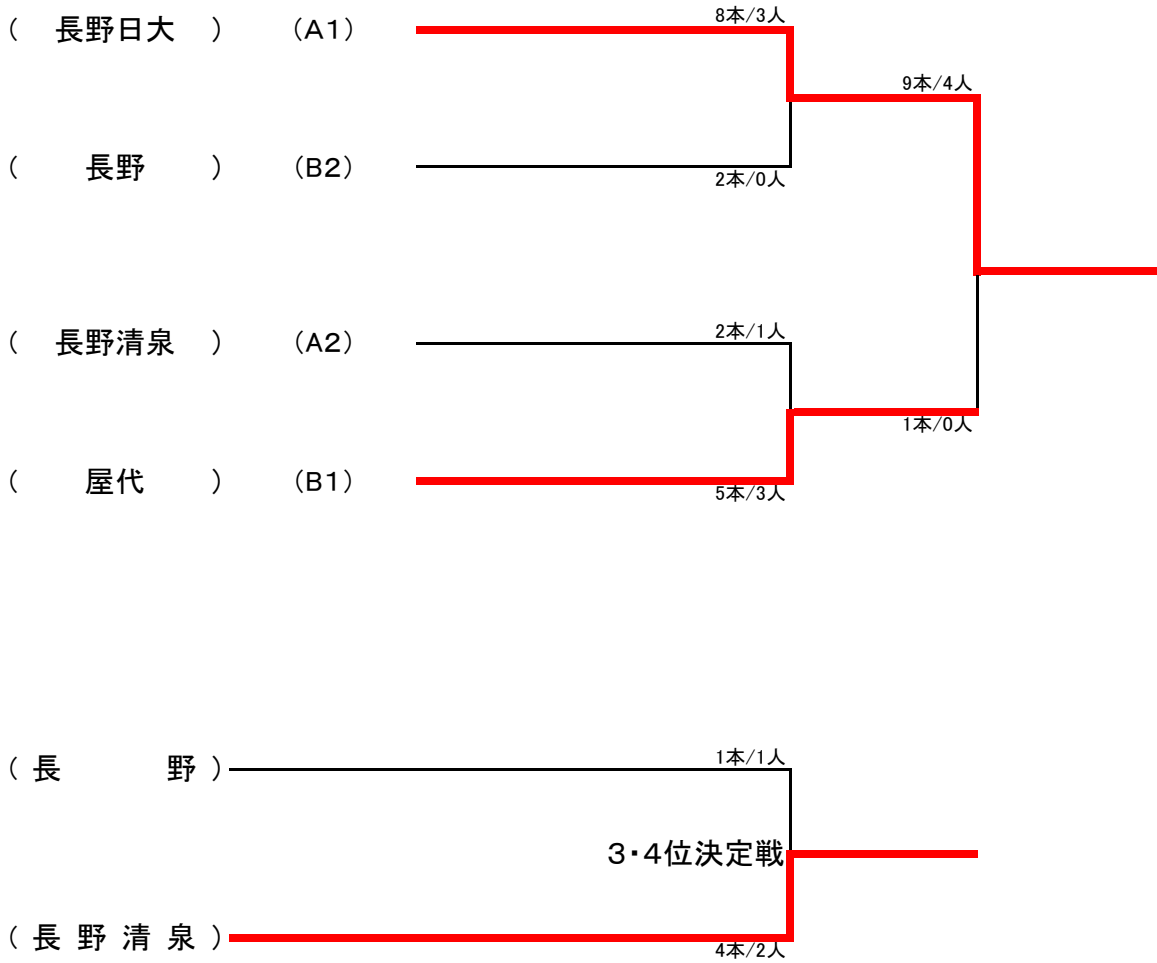 ( 長野日大 ) (A1)
8本/3人
9本/4人
( 長野 ) (B2)
2本/0人
( 長野清泉 ) (A2)
2本/1人
1本/0人
( 屋代 ) (B1)
5本/3人
( 長 野 )
1本/1人
3・4位決定戦
( 長 野 清 泉 )
4本/2人